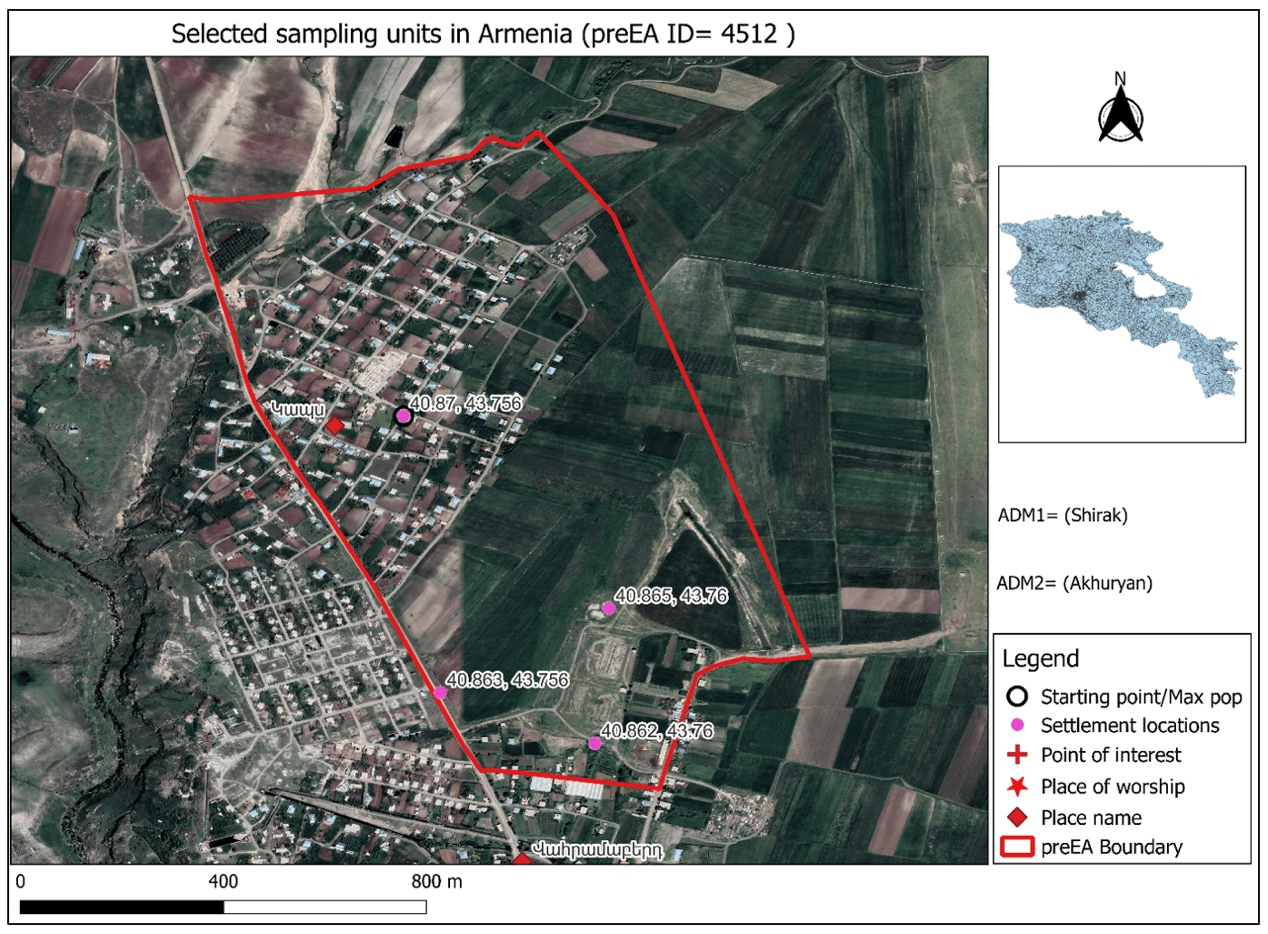 Selected sampling units in Armenia (preEA ID= 4512 )
N
40.87, 43.756
Կապս
40.865, 43.76
40.863, 43.756
40.862, 43.76
Վահրամաբերդ
ADM1= (Shirak)
ADM2= (Akhuryan)
Legend
Starting point/Max pop
Settlement locations
Point of interest
Place of worship
Place name
preEA Boundary
0 400 800 m